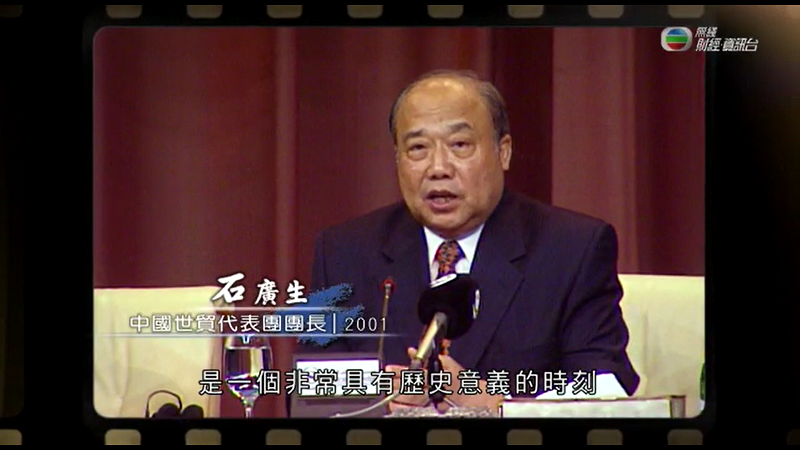 無綫
財經·資訊台
石廣生
中國世貿代表團團長 | 2001
是一個非常具有歷史意義的時刻